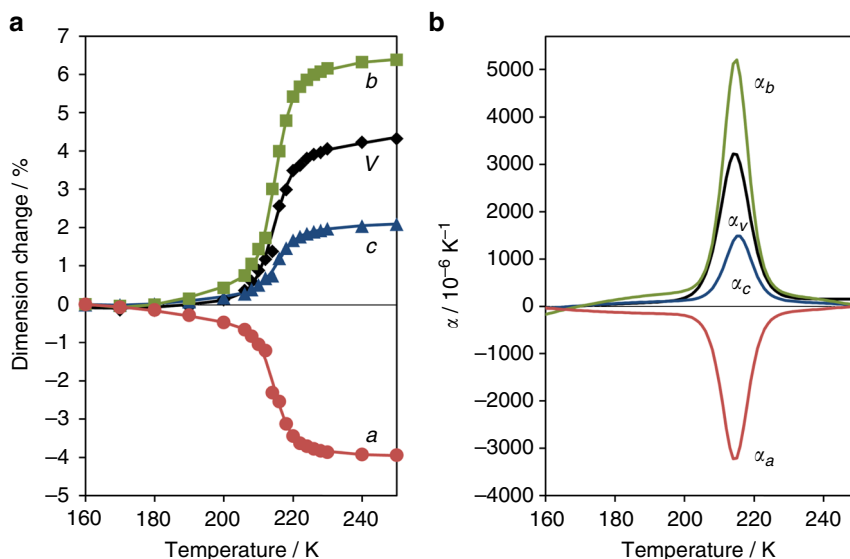 a
7
6
5
4
3
2
1
0
−1
−2
−3
−4
−5
Dimension change / %
b
V
c
a
160 180 200 220 240
Temperature / K
b
5000
4000
3000
2000
1000
0
−1000
−2000
−3000
−4000
α / 10⁻⁶ K⁻¹
α_b
α_v
α_c
α_a
160 180 200 220 240
Temperature / K